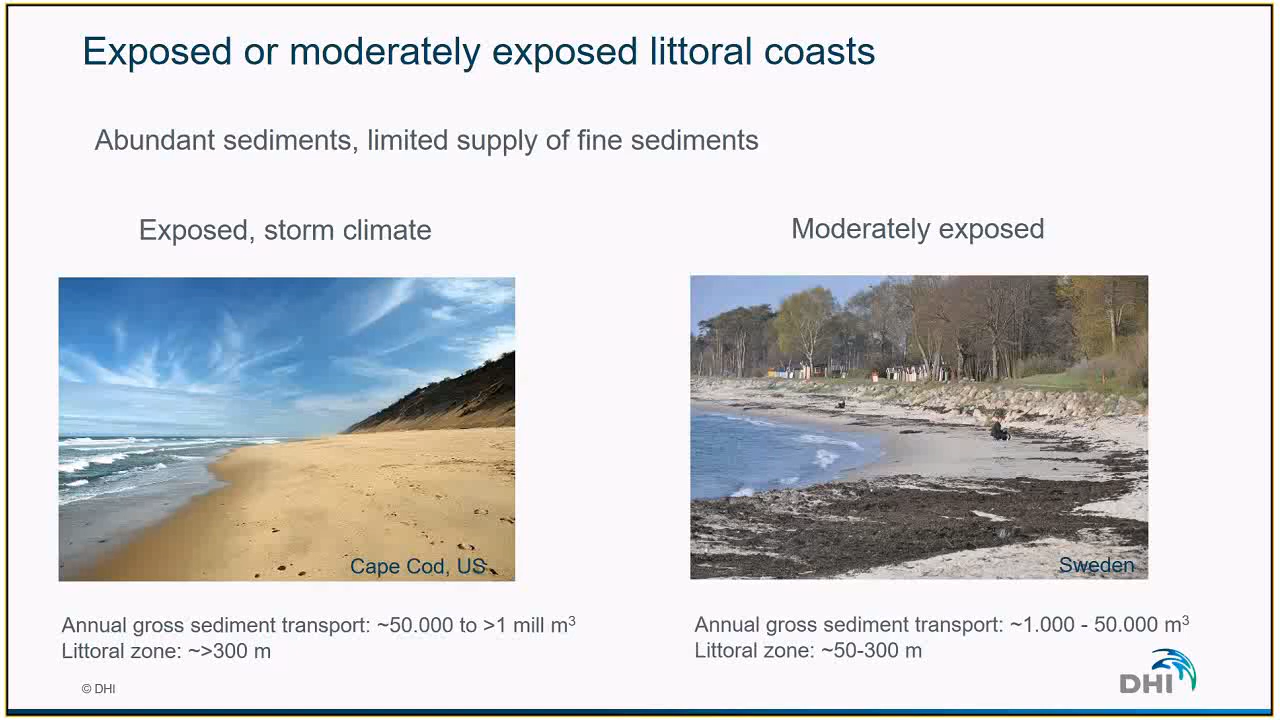 Exposed or moderately exposed littoral coasts
Abundant sediments, limited supply of fine sediments
Exposed, storm climate
Moderately exposed
Cape Cod, US
Sweden
Annual gross sediment transport: ~50.000 to >1 mill m³
Littoral zone: ~>300 m
Annual gross sediment transport: ~1.000 - 50.000 m³
Littoral zone: ~50-300 m
© DHI
DHI